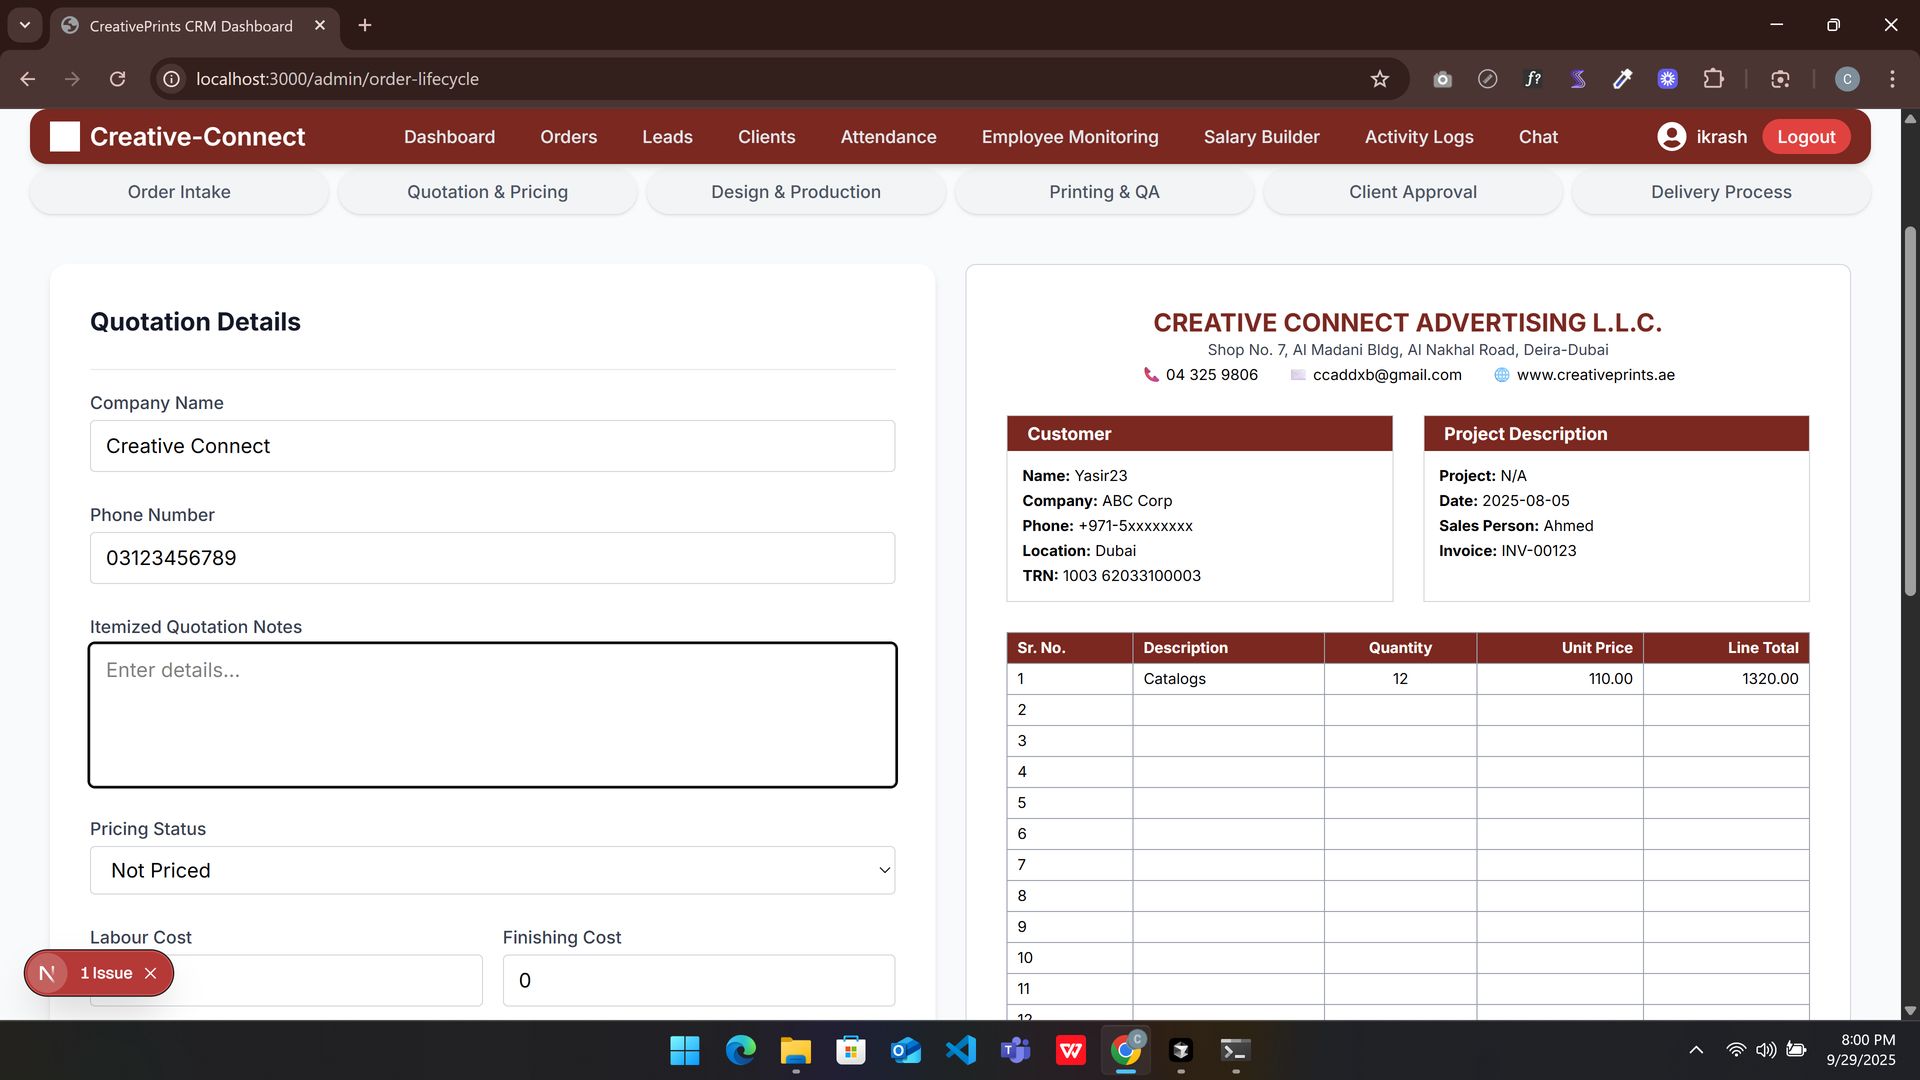 CreativePrints CRM Dashboard
localhost:3000/admin/order-lifecycle
f?
C
Creative-Connect
Dashboard
Orders
Leads
Clients
Attendance
Employee Monitoring
Salary Builder
Activity Logs
Chat
ikrash
Logout
Order Intake
Quotation & Pricing
Design & Production
Printing & QA
Client Approval
Delivery Process
Quotation Details
Company Name
Creative Connect
Phone Number
03123456789
Itemized Quotation Notes
Enter details...
Pricing Status
Not Priced
Labour Cost
Finishing Cost
0
N
1 Issue
CREATIVE CONNECT ADVERTISING L.L.C.
Shop No. 7, Al Madani Bldg, Al Nakhal Road, Deira-Dubai
04 325 9806 ccaddxb@gmail.com www.creativeprints.ae
Customer
Name: Yasir23
Company: ABC Corp
Phone: +971-5xxxxxxxx
Location: Dubai
TRN: 1003 62033100003
Project Description
Project: N/A
Date: 2025-08-05
Sales Person: Ahmed
Invoice: INV-00123
Sr. No. Description Quantity Unit Price Line Total
1 Catalogs 12 110.00 1320.00
2
3
4
5
6
7
8
9
10
11
12
C
8:00 PM
9/29/2025